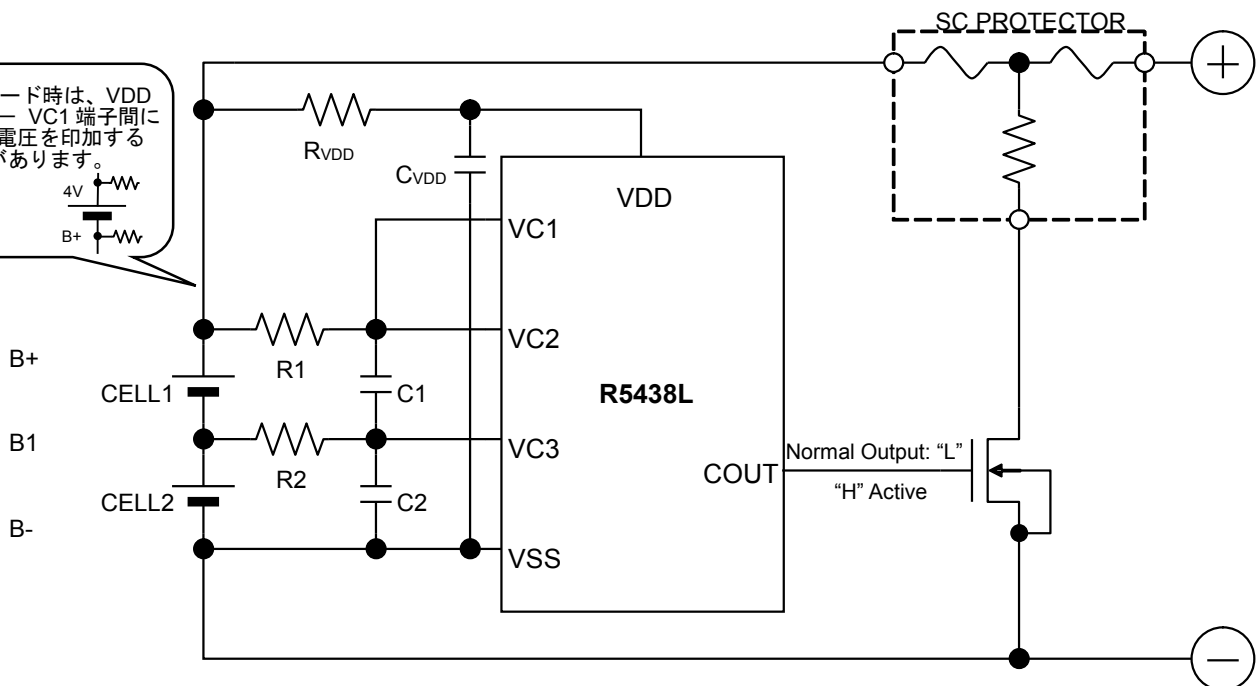 SC PROTECTOR
ード時は、VDD
ー VC1 端子間に
電圧を印加する
があります。
4V
B+
RVDD
CVDD
VDD
VC1
VC2
R1
C1
B+
CELL1
R5438L
B1
VC3
R2
C2
COUT
Normal Output: “L”
“H” Active
CELL2
B-
VSS